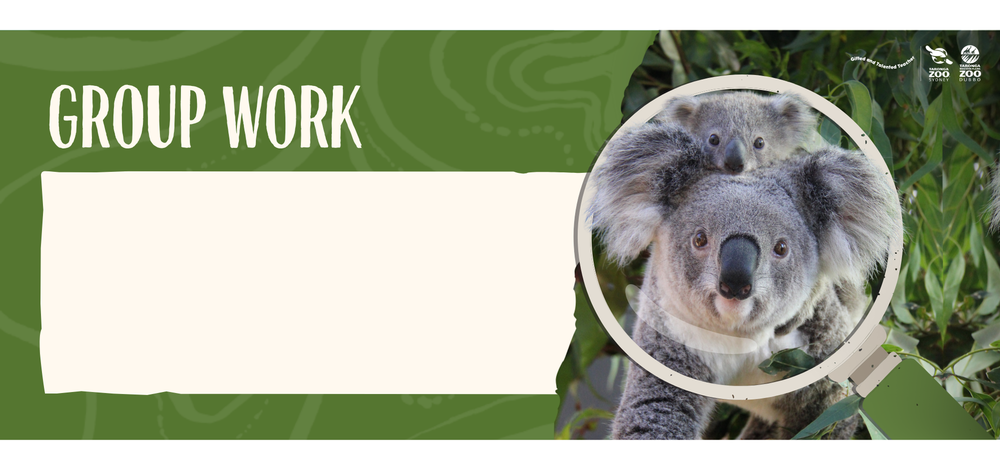 GROUP WORK
Gifted and Talented Teacher
TARONGA
ZOO
SYDNEY
TARONGA
WESTERN PLAINS
ZOO
DUBBO